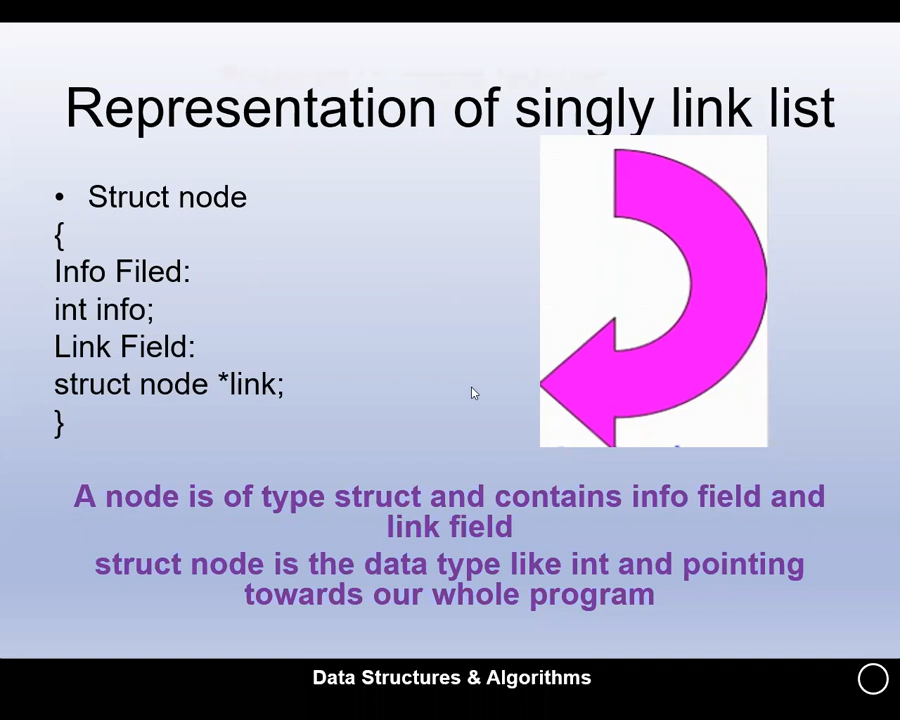 Representation of singly link list
• Struct node
{
Info Filed:
int info;
Link Field:
struct node *link;
}
A node is of type struct and contains info field and
link field
struct node is the data type like int and pointing
towards our whole program
Data Structures & Algorithms